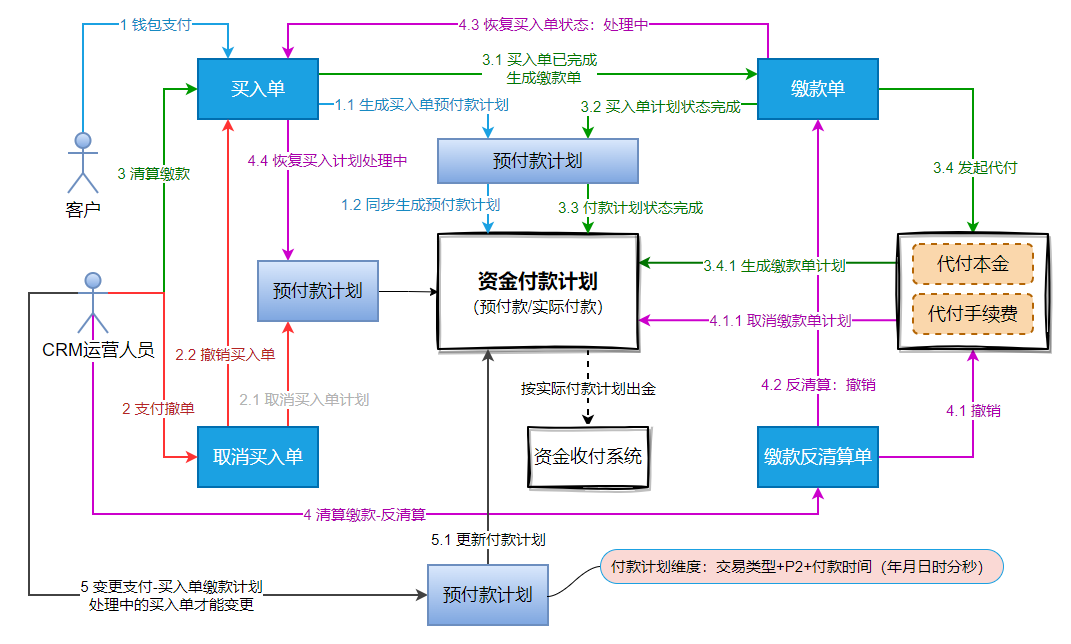 1 钱包支付
4.3 恢复买入单状态：处理中
买入单
3.1 买入单已完成
生成缴款单
缴款单
1.1 生成买入单预付款计划
3.2 买入单计划状态完成
4.4 恢复买入计划处理中
预付款计划
3 清算缴款
3.4 发起代付
客户
1.2 同步生成预付款计划
3.3 付款计划状态完成
预付款计划
资金付款计划
(预付款/实际付款)
3.4.1 生成缴款单计划
代付本金
4.1.1 取消缴款单计划
代付手续费
CRM运营人员
2.2 撤销买入单
2.1 取消买入单计划
按实际付款计划出金
4.2 反清算：撤销
2 支付撤单
4.1 撤销
取消买入单
资金收付系统
缴款反清算单
4 清算缴款-反清算
5.1 更新付款计划
5 变更支付-买入单缴款计划
处理中的买入单才能变更
预付款计划
付款计划维度：交易类型+P2+付款时间（年月日时分秒）